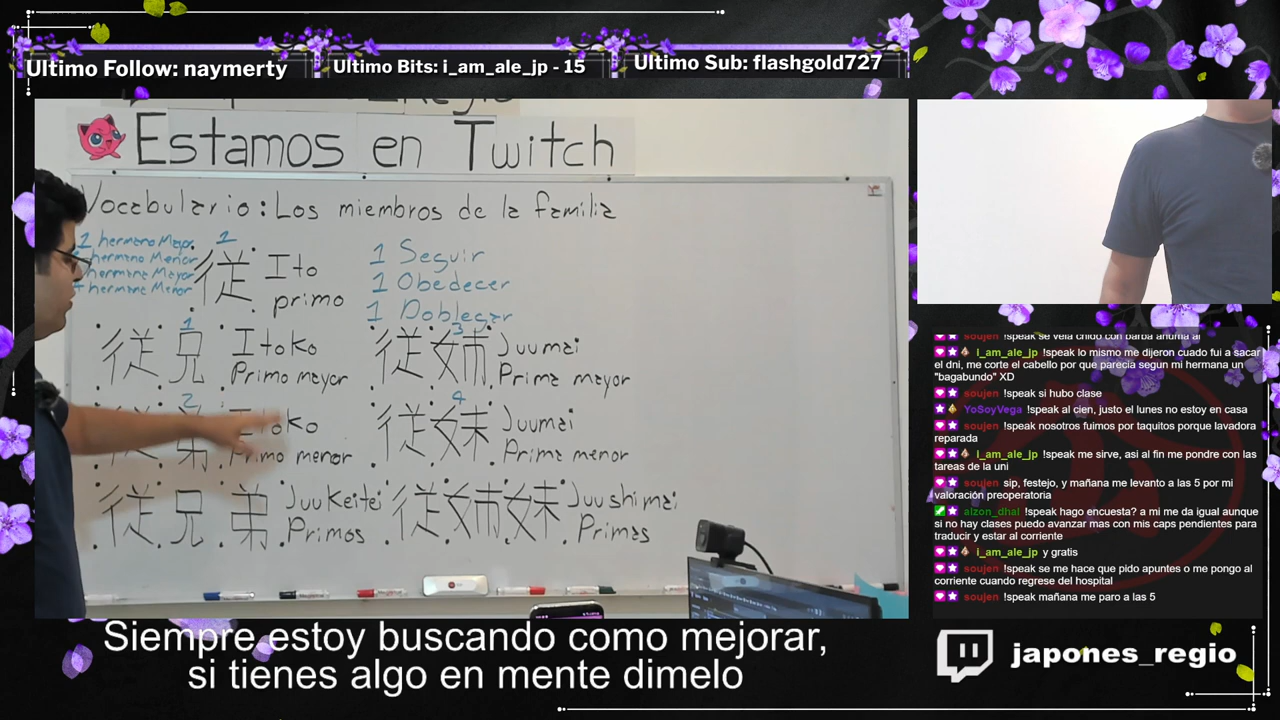 Ultimo Follow: naymerty
Ultimo Bits: i_am_ale_jp - 15
Ultimo Sub: flashgold727
Estamos en Twitch
Vocabulario: Los miembros de la familia
1 hermano Mayor
hermano Menor
hermana Mayor
4 hermana Menor
1
従 Ito
primo
1 Seguir
1 Obedecer
1 Doblegar
1
従兄 Itoko
Primo mayor
3
従姉 Juumai
Prima mayor
2
Primo menor
4
従妹 Juumai
Prima menor
従兄弟 Juukeitei
Primos
従姉妹 Juushimai
Primas
soujen !speak se veía chido con barba anuma al
i_am_ale_jp !speak lo mismo me dijeron cuado fui a sacar
el dni, me corte el cabello por que parecia segun mi hermana un
"bagabundo" XD
soujen !speak si hubo clase
YoSoyVega !speak al cien, justo el lunes no estoy en casa
soujen !speak nosotros fuimos por taquitos porque lavadora
reparada
i_am_ale_jp !speak me sirve, asi al fin me pondre con las
tareas de la uni
soujen sip, festejo, y mañana me levanto a las 5 por mi
valoración preoperatoria
alzon_dhal !speak hago encuesta? a mi me da igual aunque
si no hay clases puedo avanzar mas con mis caps pendientes para
traducir y estar al corriente
i_am_ale_jp y gratis
soujen !speak se me hace que pido apuntes o me pongo al
corriente cuando regrese del hospital
soujen !speak mañana me paro a las 5
Siempre estoy buscando como mejorar,
si tienes algo en mente dimelo
japones_regio